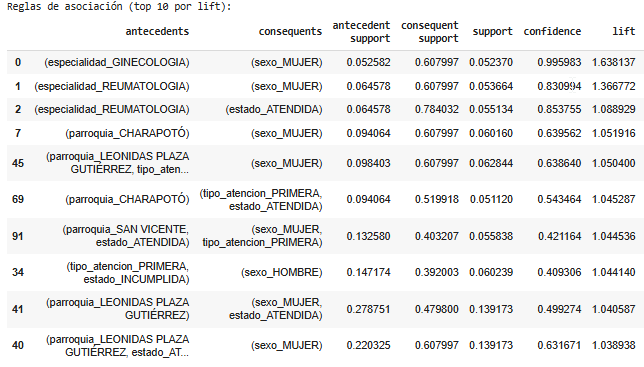 Reglas de asociación (top 10 por lift):
antecedents consequents antecedent support consequent support support confidence lift
0 (especialidad_GINECOLOGIA) (sexo_MUJER) 0.052582 0.607997 0.052370 0.995983 1.638137
1 (especialidad_REUMATOLOGIA) (sexo_MUJER) 0.064578 0.607997 0.053664 0.830994 1.366772
2 (especialidad_REUMATOLOGIA) (estado_ATENDIDA) 0.064578 0.784032 0.055134 0.853755 1.088929
7 (parroquia_CHARAPOTÓ) (sexo_MUJER) 0.094064 0.607997 0.060160 0.639562 1.051916
45 (parroquia_LEONIDAS PLAZA GUTIÉRREZ, tipo_aten... (sexo_MUJER) 0.098403 0.607997 0.062844 0.638640 1.050400
69 (parroquia_CHARAPOTÓ) (tipo_atencion_PRIMERA, estado_ATENDIDA) 0.094064 0.519918 0.051120 0.543464 1.045287
91 (parroquia_SAN VICENTE, estado_ATENDIDA) (sexo_MUJER, tipo_atencion_PRIMERA) 0.132580 0.403207 0.055838 0.421164 1.044536
34 (tipo_atencion_PRIMERA, estado_INCUMPLIDA) (sexo_HOMBRE) 0.147174 0.392003 0.060239 0.409306 1.044140
41 (parroquia_LEONIDAS PLAZA GUTIÉRREZ) (sexo_MUJER, estado_ATENDIDA) 0.278751 0.479800 0.139173 0.499274 1.040587
40 (parroquia_LEONIDAS PLAZA GUTIÉRREZ, estado_AT... (sexo_MUJER) 0.220325 0.607997 0.139173 0.631671 1.038938